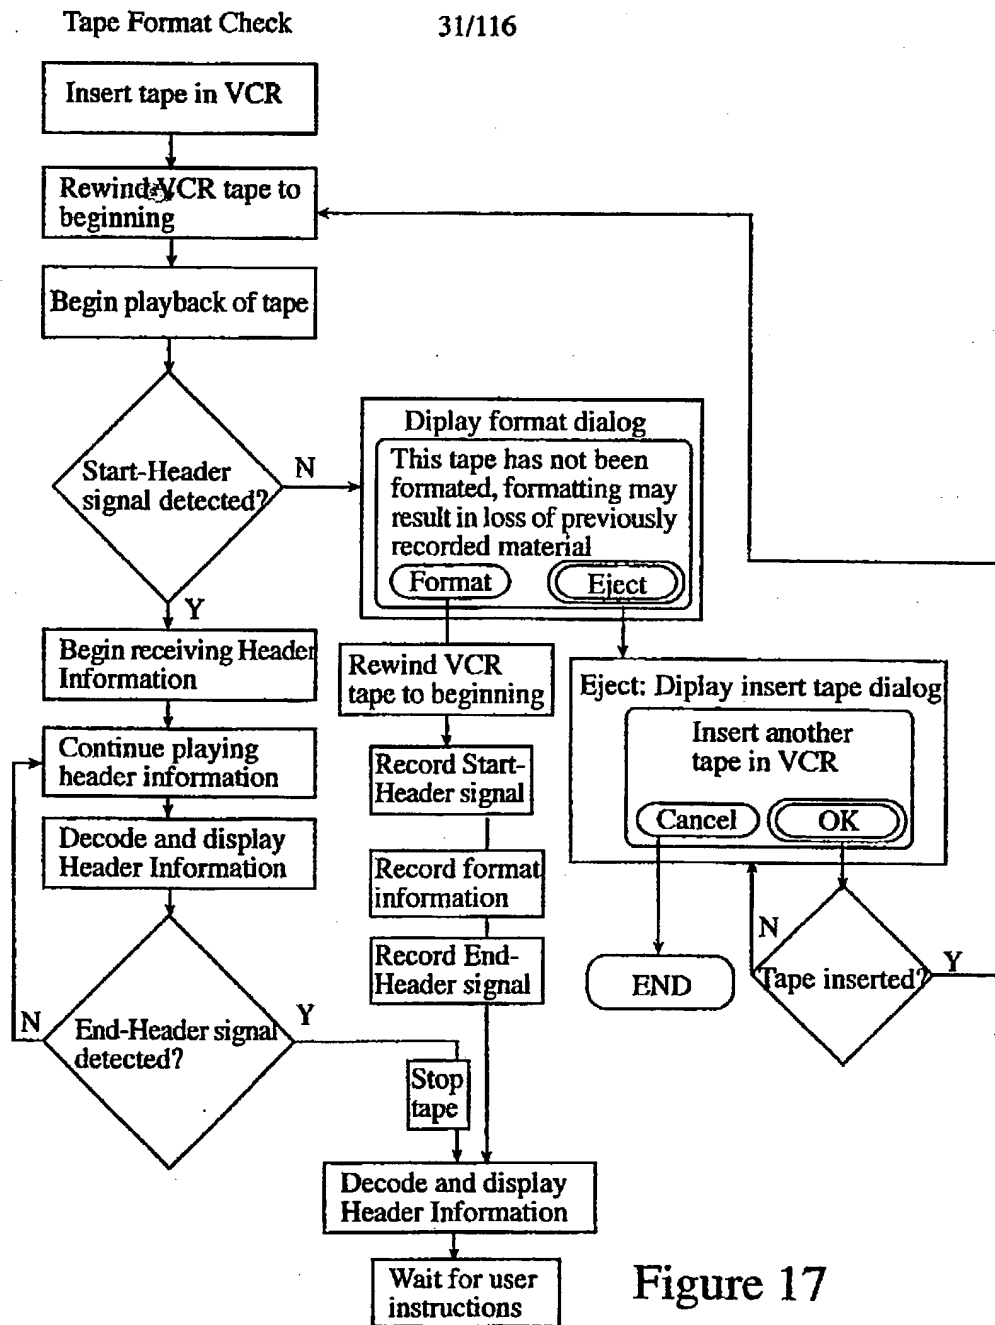 Tape Format Check
31/116
Insert tape in VCR
Rewind VCR tape to
beginning
Begin playback of tape
Start-Header
signal detected?
N
Y
Diplay format dialog
This tape has not been
formated, formatting may
result in loss of previously
recorded material
Format
Eject
Begin receiving Header
Information
Continue playing
header information
Decode and display
Header Information
End-Header signal
detected?
N
Y
Rewind VCR
tape to beginning
Record Start-
Header signal
Record format
information
Record End-
Header signal
Stop
tape
Eject: Diplay insert tape dialog
Insert another
tape in VCR
Cancel
OK
END
N
Tape inserted?
Y
Decode and display
Header Information
Wait for user
instructions
Figure 17